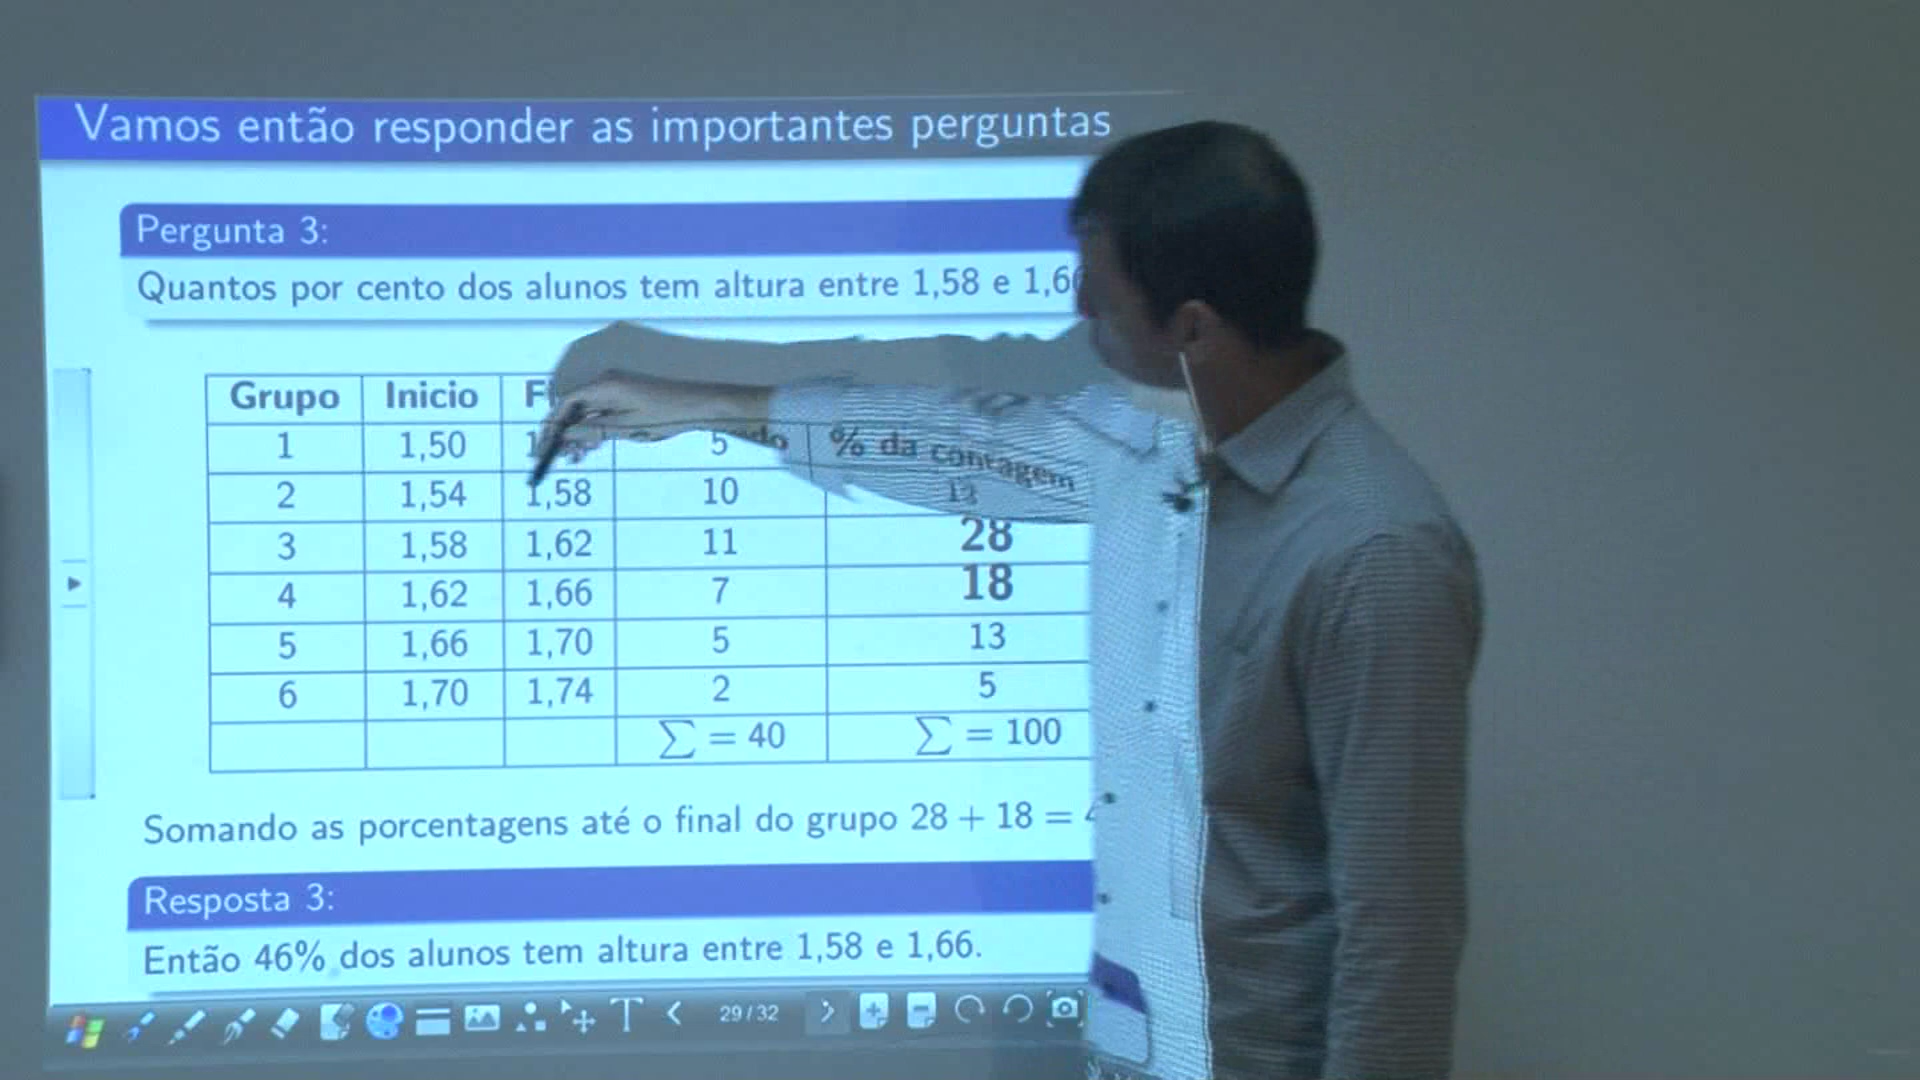 Vamos então responder as importantes perguntas
Pergunta 3:
Quantos por cento dos alunos tem altura entre 1,58 e
Grupo Inicio % da contagem
1 1,50 5 13
2 1,54 1,58 10
3 1,58 1,62 11 28
4 1,62 1,66 7 18
5 1,66 1,70 5 13
6 1,70 1,74 2 5
∑ = 40 ∑ = 100
Somando as porcentagens até o final do grupo 28 + 18 =
Resposta 3:
Então 46% dos alunos tem altura entre 1,58 e 1,66.
29/32